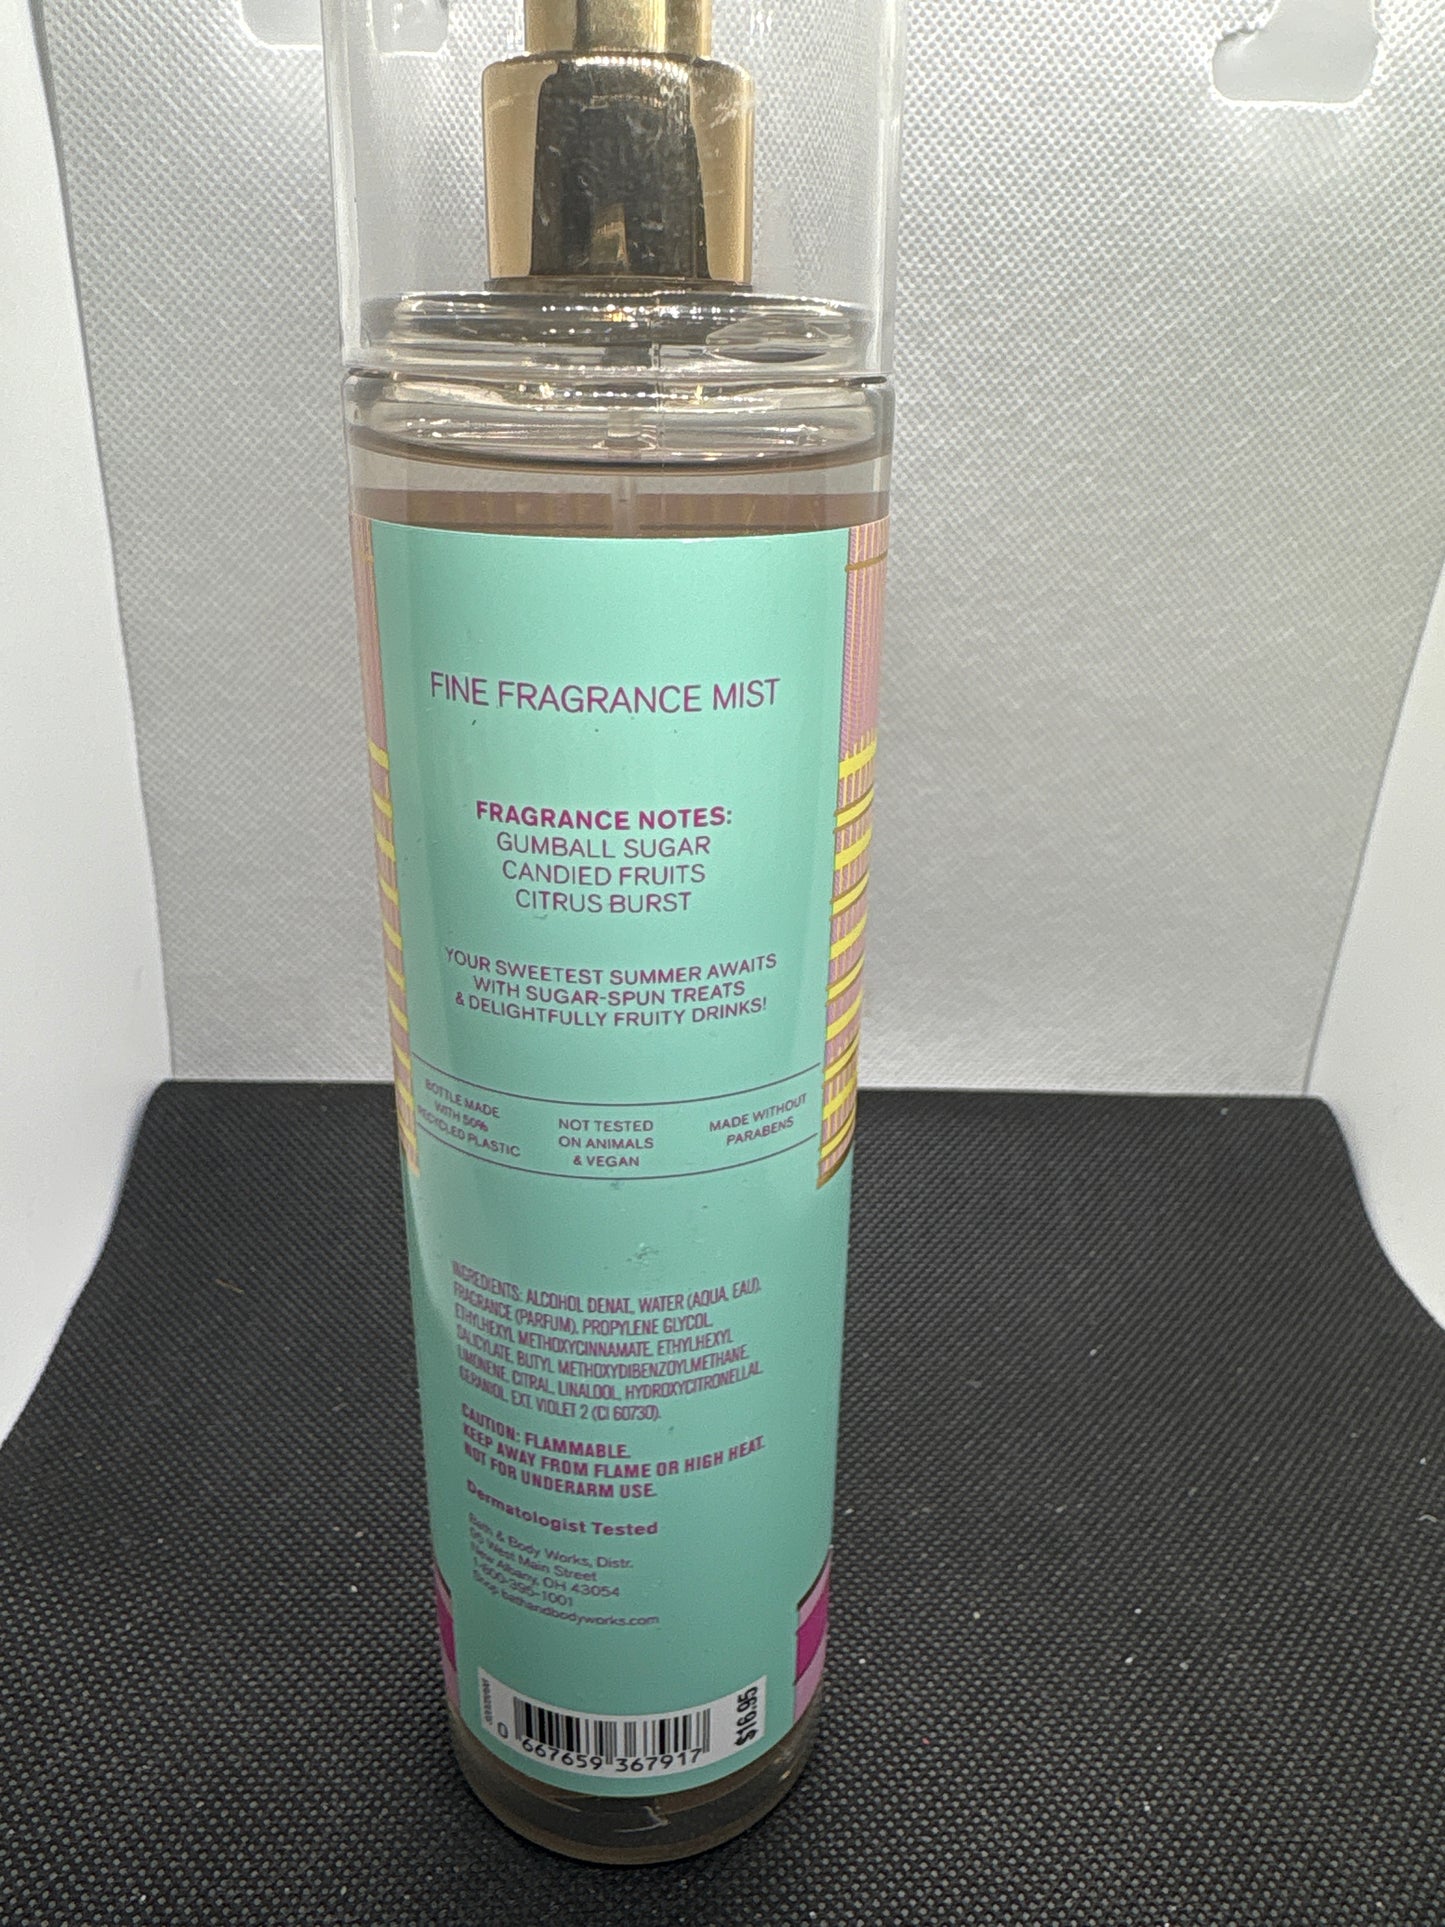 FINE FRAGRANCE MIST
FRAGRANCE NOTES:
GUMBALL SUGAR
CANDIED FRUITS
CITRUS BURST
YOUR SWEETEST SUMMER AWAITS
WITH SUGAR-SPUN TREATS
& DELIGHTFULLY FRUITY DRINKS!
BOTTLE MADE
WITH 50%
RECYCLED PLASTIC
NOT TESTED
ON ANIMALS
& VEGAN
MADE WITHOUT
PARABENS
INGREDIENTS: ALCOHOL DENAT., WATER (AQUA, EAU),
FRAGRANCE (PARFUM), PROPYLENE GLYCOL,
ETHYLHEXYL METHOXYCINNAMATE, ETHYLHEXYL
SALICYLATE, BUTYL METHOXYDIBENZOYLMETHANE,
LIMONENE, CITRAL, LINALOOL, HYDROXYCITRONELLAL,
GERANIOL, EXT. VIOLET 2 (CI 60730).
CAUTION: FLAMMABLE.
KEEP AWAY FROM FLAME OR HIGH HEAT.
NOT FOR UNDERARM USE.
Dermatologist Tested
Bath & Body Works, Distr.
95 West Main Street
New Albany, OH 43054
1-800-395-1001
Shop bathandbodyworks.com
$16.95
0 667659 367917